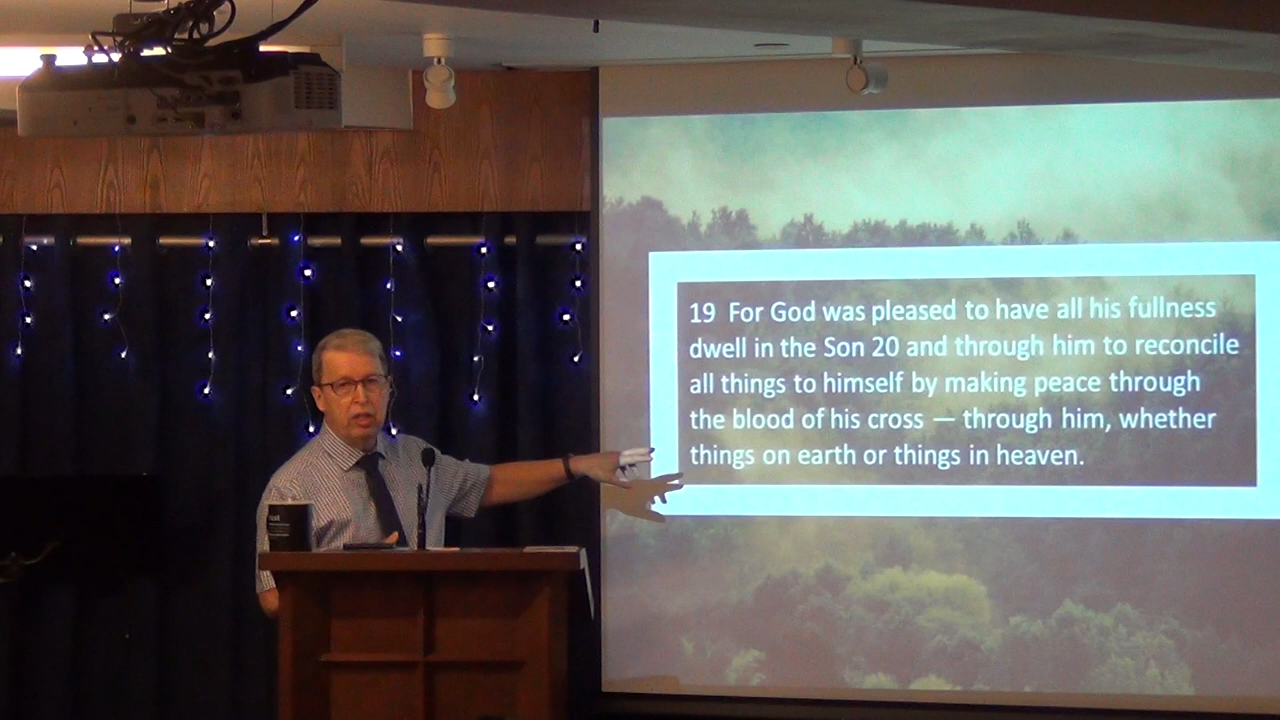 19 For God was pleased to have all his fullness
dwell in the Son 20 and through him to reconcile
all things to himself by making peace through
the blood of his cross — through him, whether
things on earth or things in heaven.